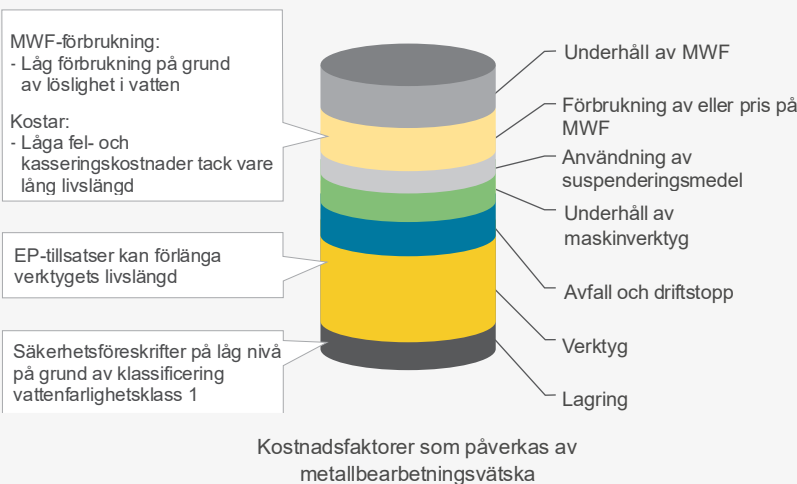 MWF-förbrukning:
- Låg förbrukning på grund
av löslighet i vatten
Kostar:
- Låga fel- och
kasseringskostnader tack vare
lång livslängd
EP-tillsatser kan förlänga
verktygets livslängd
Säkerhetsföreskrifter på låg nivå
på grund av klassificering
vattenfarlighetsklass 1
Underhåll av MWF
Förbrukning av eller pris på
MWF
Användning av
suspenderingsmedel
Underhåll av
maskinverktyg
Avfall och driftstopp
Verktyg
Lagring
Kostnadsfaktorer som påverkas av
metallbearbetningsvätska